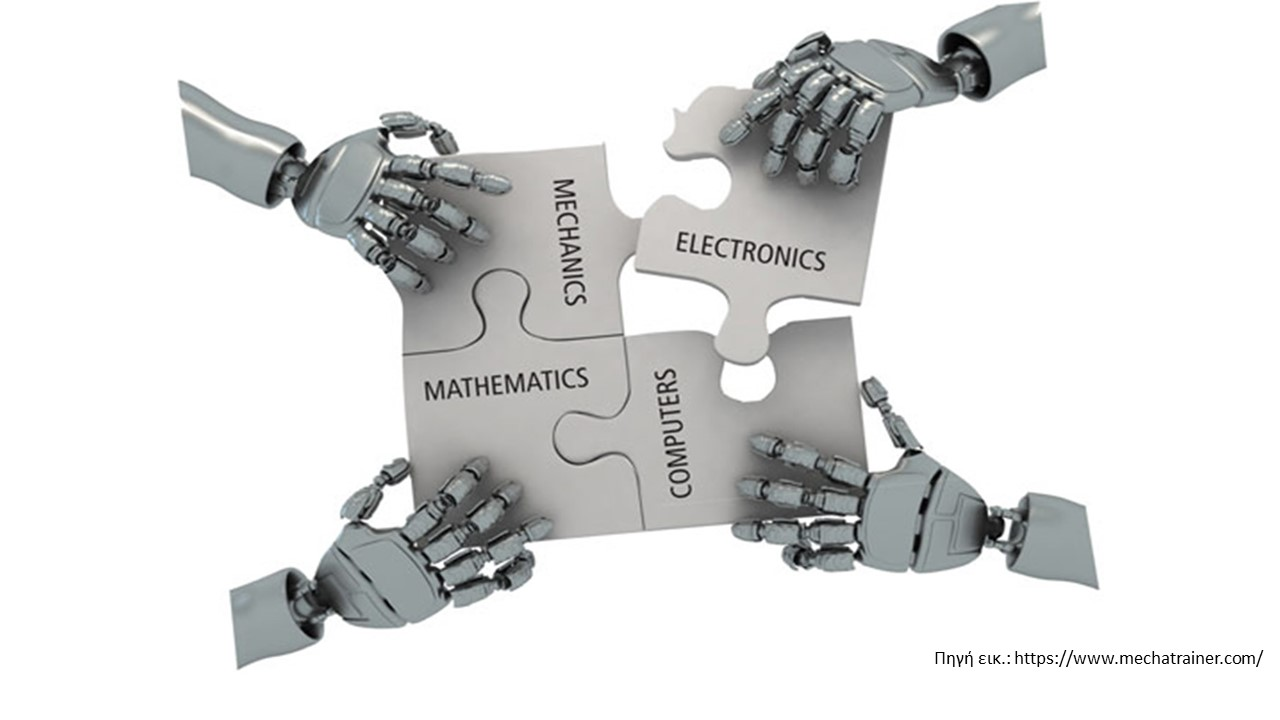 MECHANICS
ELECTRONICS
MATHEMATICS
COMPUTERS
Πηγή εικ.: https://www.mechatrainer.com/